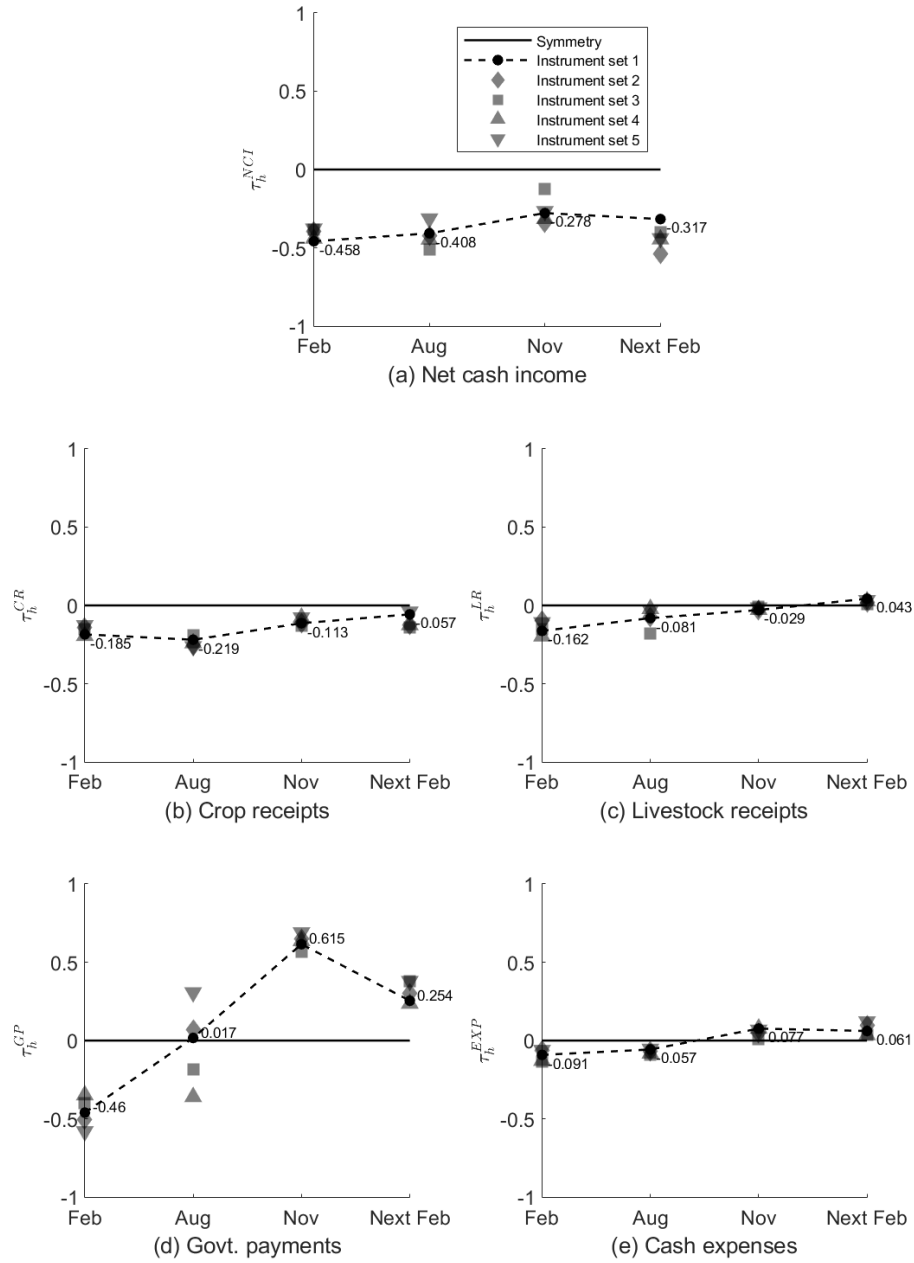 1
0.5
0
-0.5
-1
τ_h^{NCI}
Symmetry
Instrument set 1
Instrument set 2
Instrument set 3
Instrument set 4
Instrument set 5
-0.458
-0.408
-0.278
-0.317
Feb Aug Nov Next Feb
(a) Net cash income
1
0.5
0
-0.5
-1
τ_h^{CR}
-0.185
-0.219
-0.113
-0.057
Feb Aug Nov Next Feb
(b) Crop receipts
1
0.5
0
-0.5
-1
τ_h^{LR}
-0.162
-0.081
-0.029
0.043
Feb Aug Nov Next Feb
(c) Livestock receipts
1
0.5
0
-0.5
-1
τ_h^{GP}
-0.46
0.017
0.615
0.254
Feb Aug Nov Next Feb
(d) Govt. payments
1
0.5
0
-0.5
-1
τ_h^{EXP}
-0.091
-0.057
0.077
0.061
Feb Aug Nov Next Feb
(e) Cash expenses